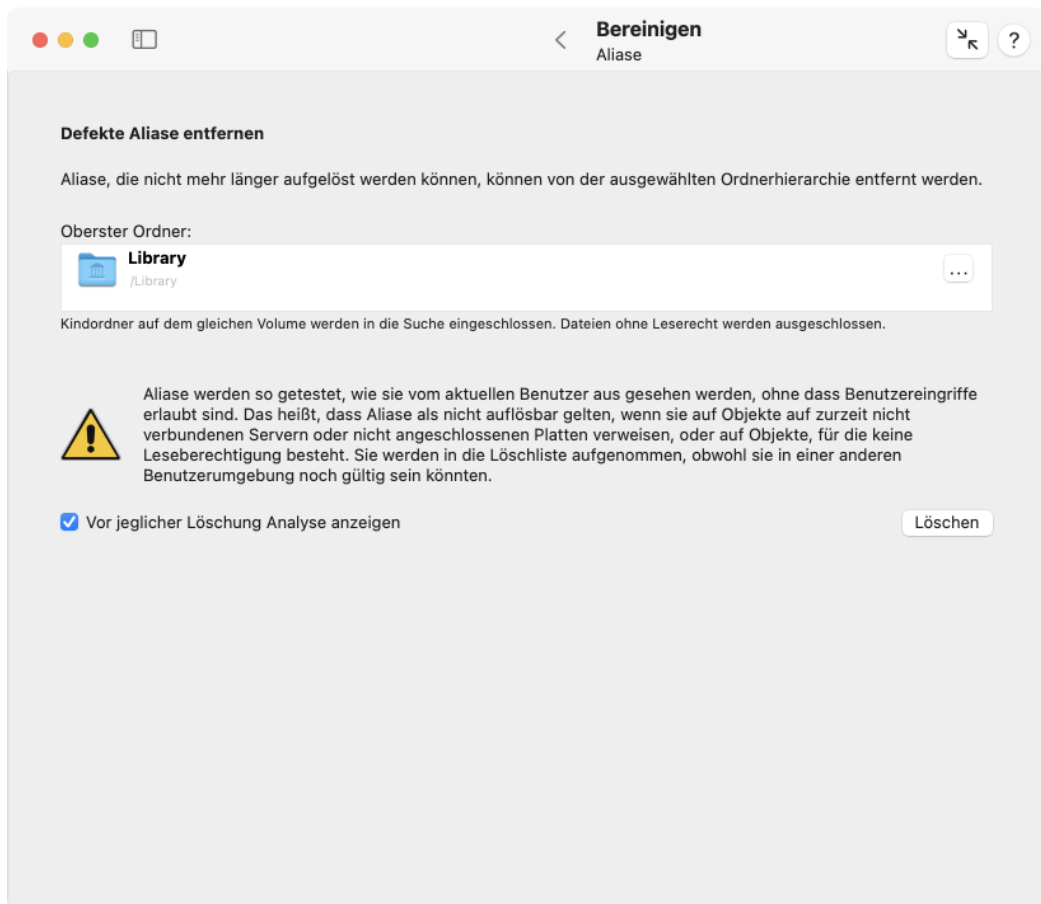 Bereinigen
Aliase
?
Defekte Aliase entfernen
Aliase, die nicht mehr länger aufgelöst werden können, können von der ausgewählten Ordnerhierarchie entfernt werden.
Oberster Ordner:
Library
/Library
...
Kindordner auf dem gleichen Volume werden in die Suche eingeschlossen. Dateien ohne Leserecht werden ausgeschlossen.
Aliase werden so getestet, wie sie vom aktuellen Benutzer aus gesehen werden, ohne dass Benutzereingriffe
erlaubt sind. Das heißt, dass Aliase als nicht auflösbar gelten, wenn sie auf Objekte auf zurzeit nicht
verbundenen Servern oder nicht angeschlossenen Platten verweisen, oder auf Objekte, für die keine
Leseberechtigung besteht. Sie werden in die Löschliste aufgenommen, obwohl sie in einer anderen
Benutzerumgebung noch gültig sein könnten.
Vor jeglicher Löschung Analyse anzeigen
Löschen